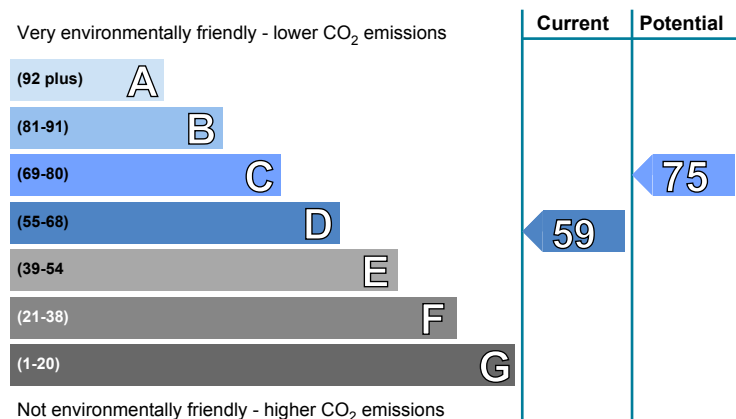 Very environmentally friendly - lower CO2 emissions
Current
Potential
(92 plus) A
(81-91) B
(69-80) C
75
(55-68) D
59
(39-54 E
(21-38) F
(1-20) G
Not environmentally friendly - higher CO2 emissions